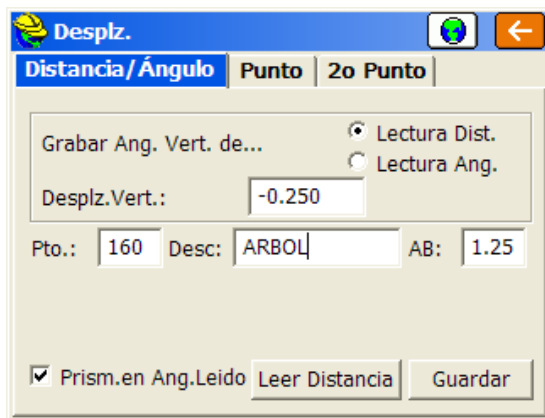 Desplz.
Distancia/Ángulo Punto 2o Punto
Grabar Ang. Vert. de... Lectura Dist.
Lectura Ang.
Desplz.Vert.: -0.250
Pto.: 160 Desc: ARBOL AB: 1.25
Prism.en Ang.Leido Leer Distancia Guardar